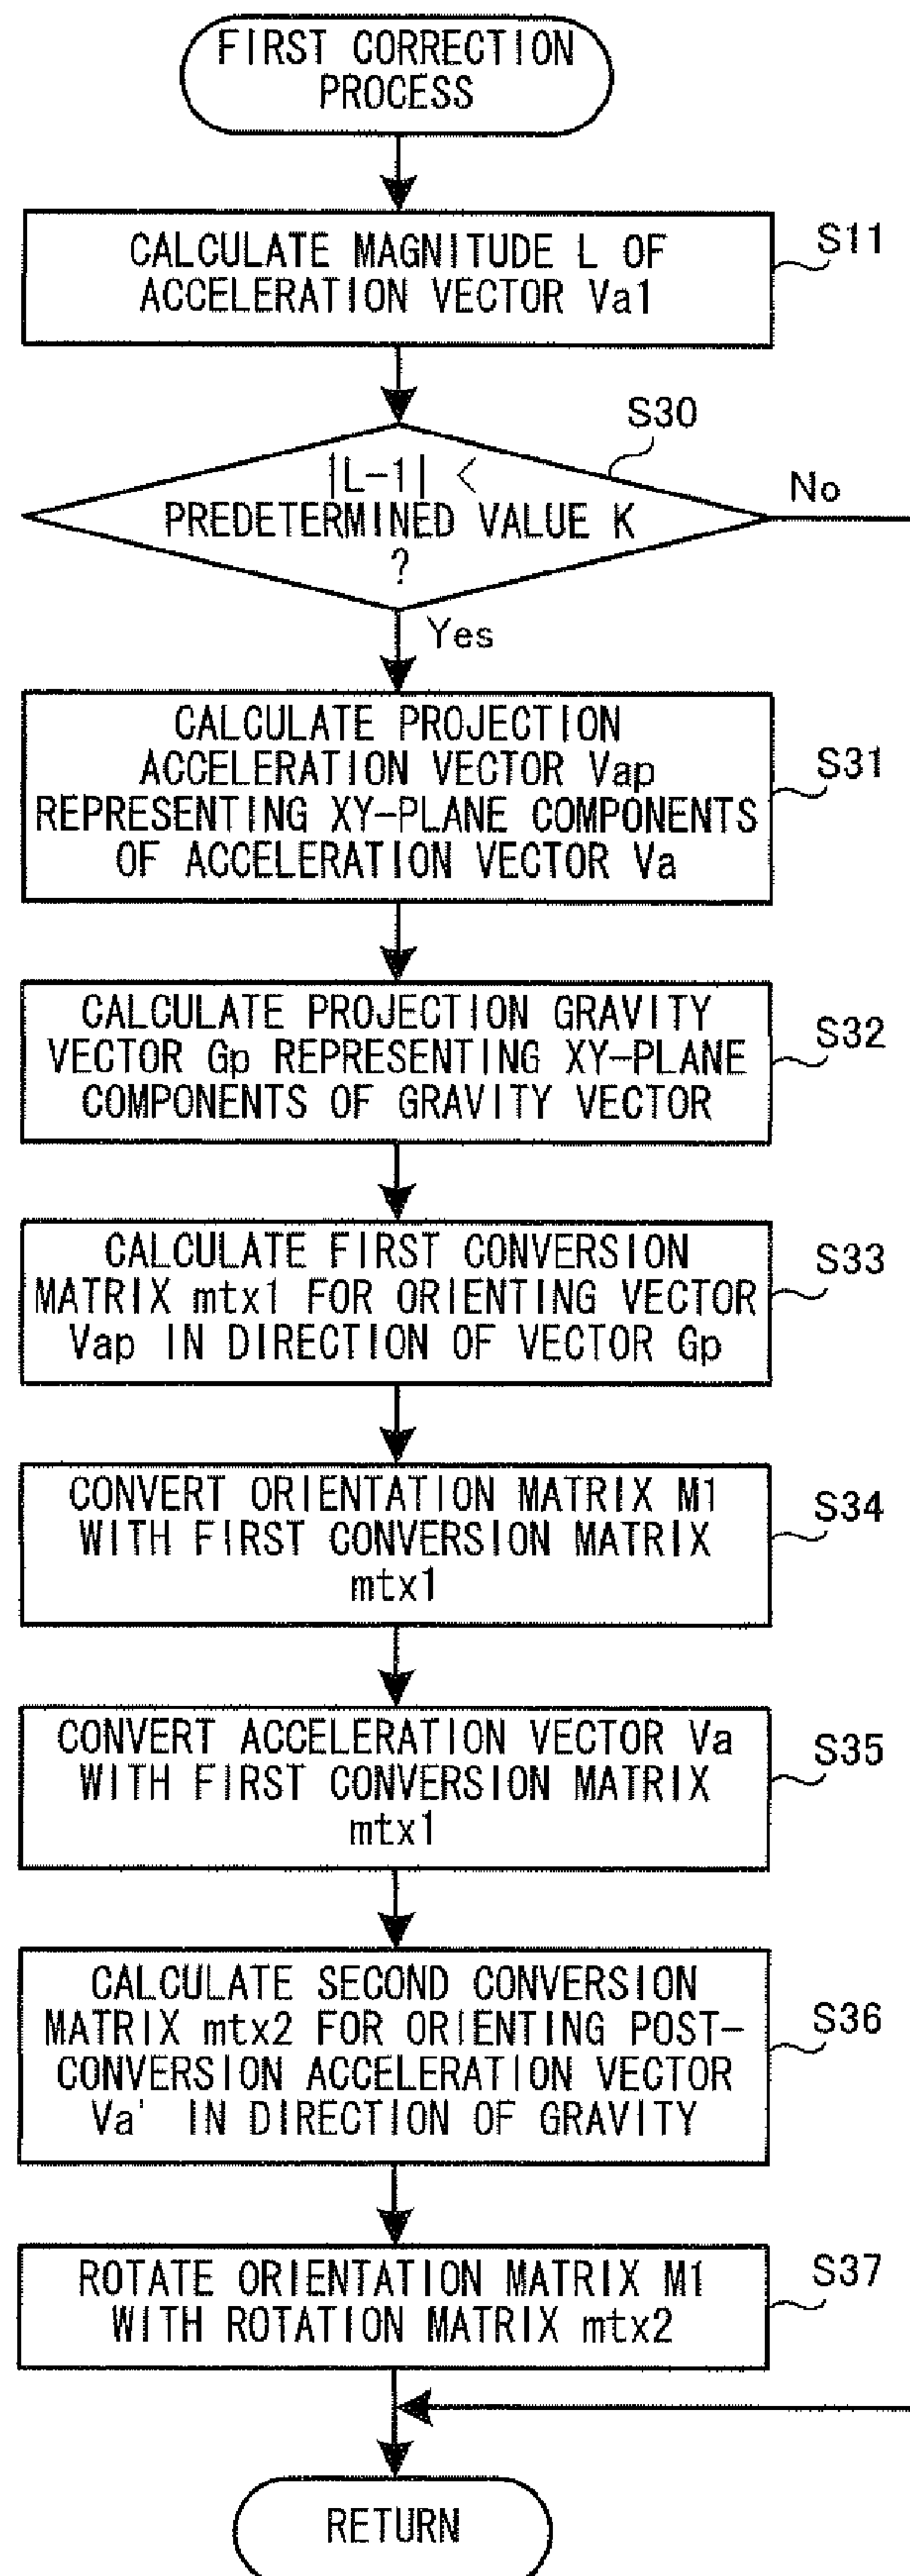 FIRST CORRECTION
PROCESS
CALCULATE MAGNITUDE L OF
ACCELERATION VECTOR Va1
S11
|L-1| <
PREDETERMINED VALUE K
?
S30
No
Yes
CALCULATE PROJECTION
ACCELERATION VECTOR Vap
REPRESENTING XY-PLANE COMPONENTS
OF ACCELERATION VECTOR Va
S31
CALCULATE PROJECTION GRAVITY
VECTOR Gp REPRESENTING XY-PLANE
COMPONENTS OF GRAVITY VECTOR
S32
CALCULATE FIRST CONVERSION
MATRIX mtx1 FOR ORIENTING VECTOR
Vap IN DIRECTION OF VECTOR Gp
S33
CONVERT ORIENTATION MATRIX M1
WITH FIRST CONVERSION MATRIX
mtx1
S34
CONVERT ACCELERATION VECTOR Va
WITH FIRST CONVERSION MATRIX
mtx1
S35
CALCULATE SECOND CONVERSION
MATRIX mtx2 FOR ORIENTING POST-
CONVERSION ACCELERATION VECTOR
Va' IN DIRECTION OF GRAVITY
S36
ROTATE ORIENTATION MATRIX M1
WITH ROTATION MATRIX mtx2
S37
RETURN